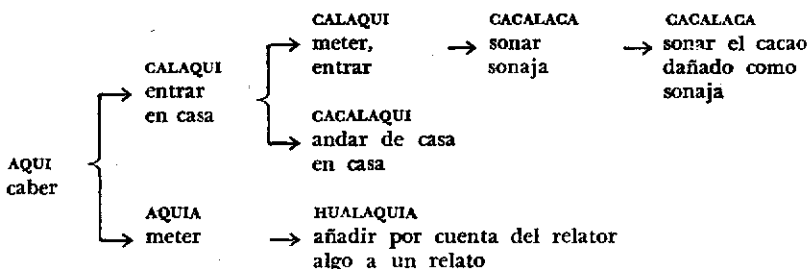 CALAQUI
meter,
entrar
CACALACA
sonar
sonaja
CACALACA
sonar el cacao
dañado como
sonaja
CALAQUI
entrar
en casa
CACALAQUI
andar de casa
en casa
AQUI
caber
AQUIA
meter
HUALAQUIA
añadir por cuenta del relator
algo a un relato